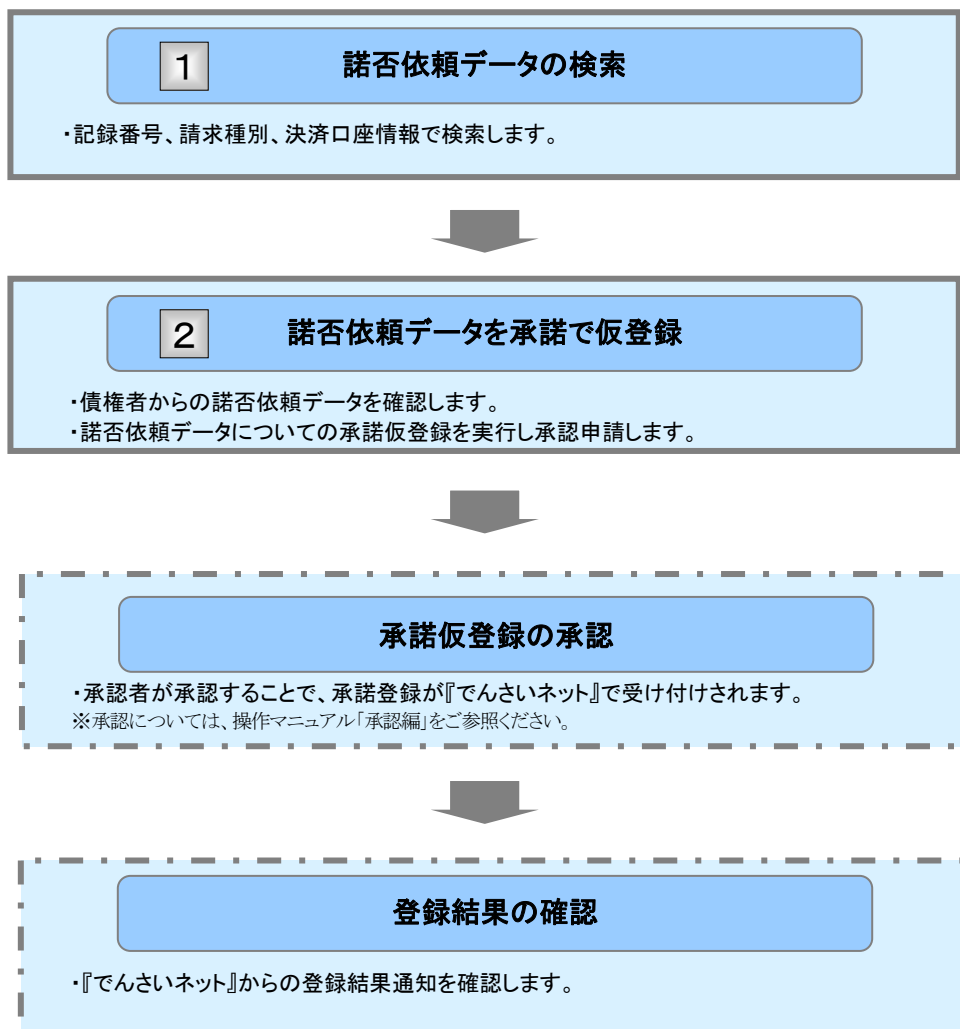 1 諾否依頼データの検索
・記録番号、請求種別、決済口座情報で検索します。
2 諾否依頼データを承諾で仮登録
・債権者からの諾否依頼データを確認します。
・諾否依頼データについての承諾仮登録を実行し承認申請します。
承諾仮登録の承認
・承認者が承認することで、承諾登録が『でんさいネット』で受け付けされます。
※承認については、操作マニュアル「承認編」をご参照ください。
登録結果の確認
・『でんさいネット』からの登録結果通知を確認します。